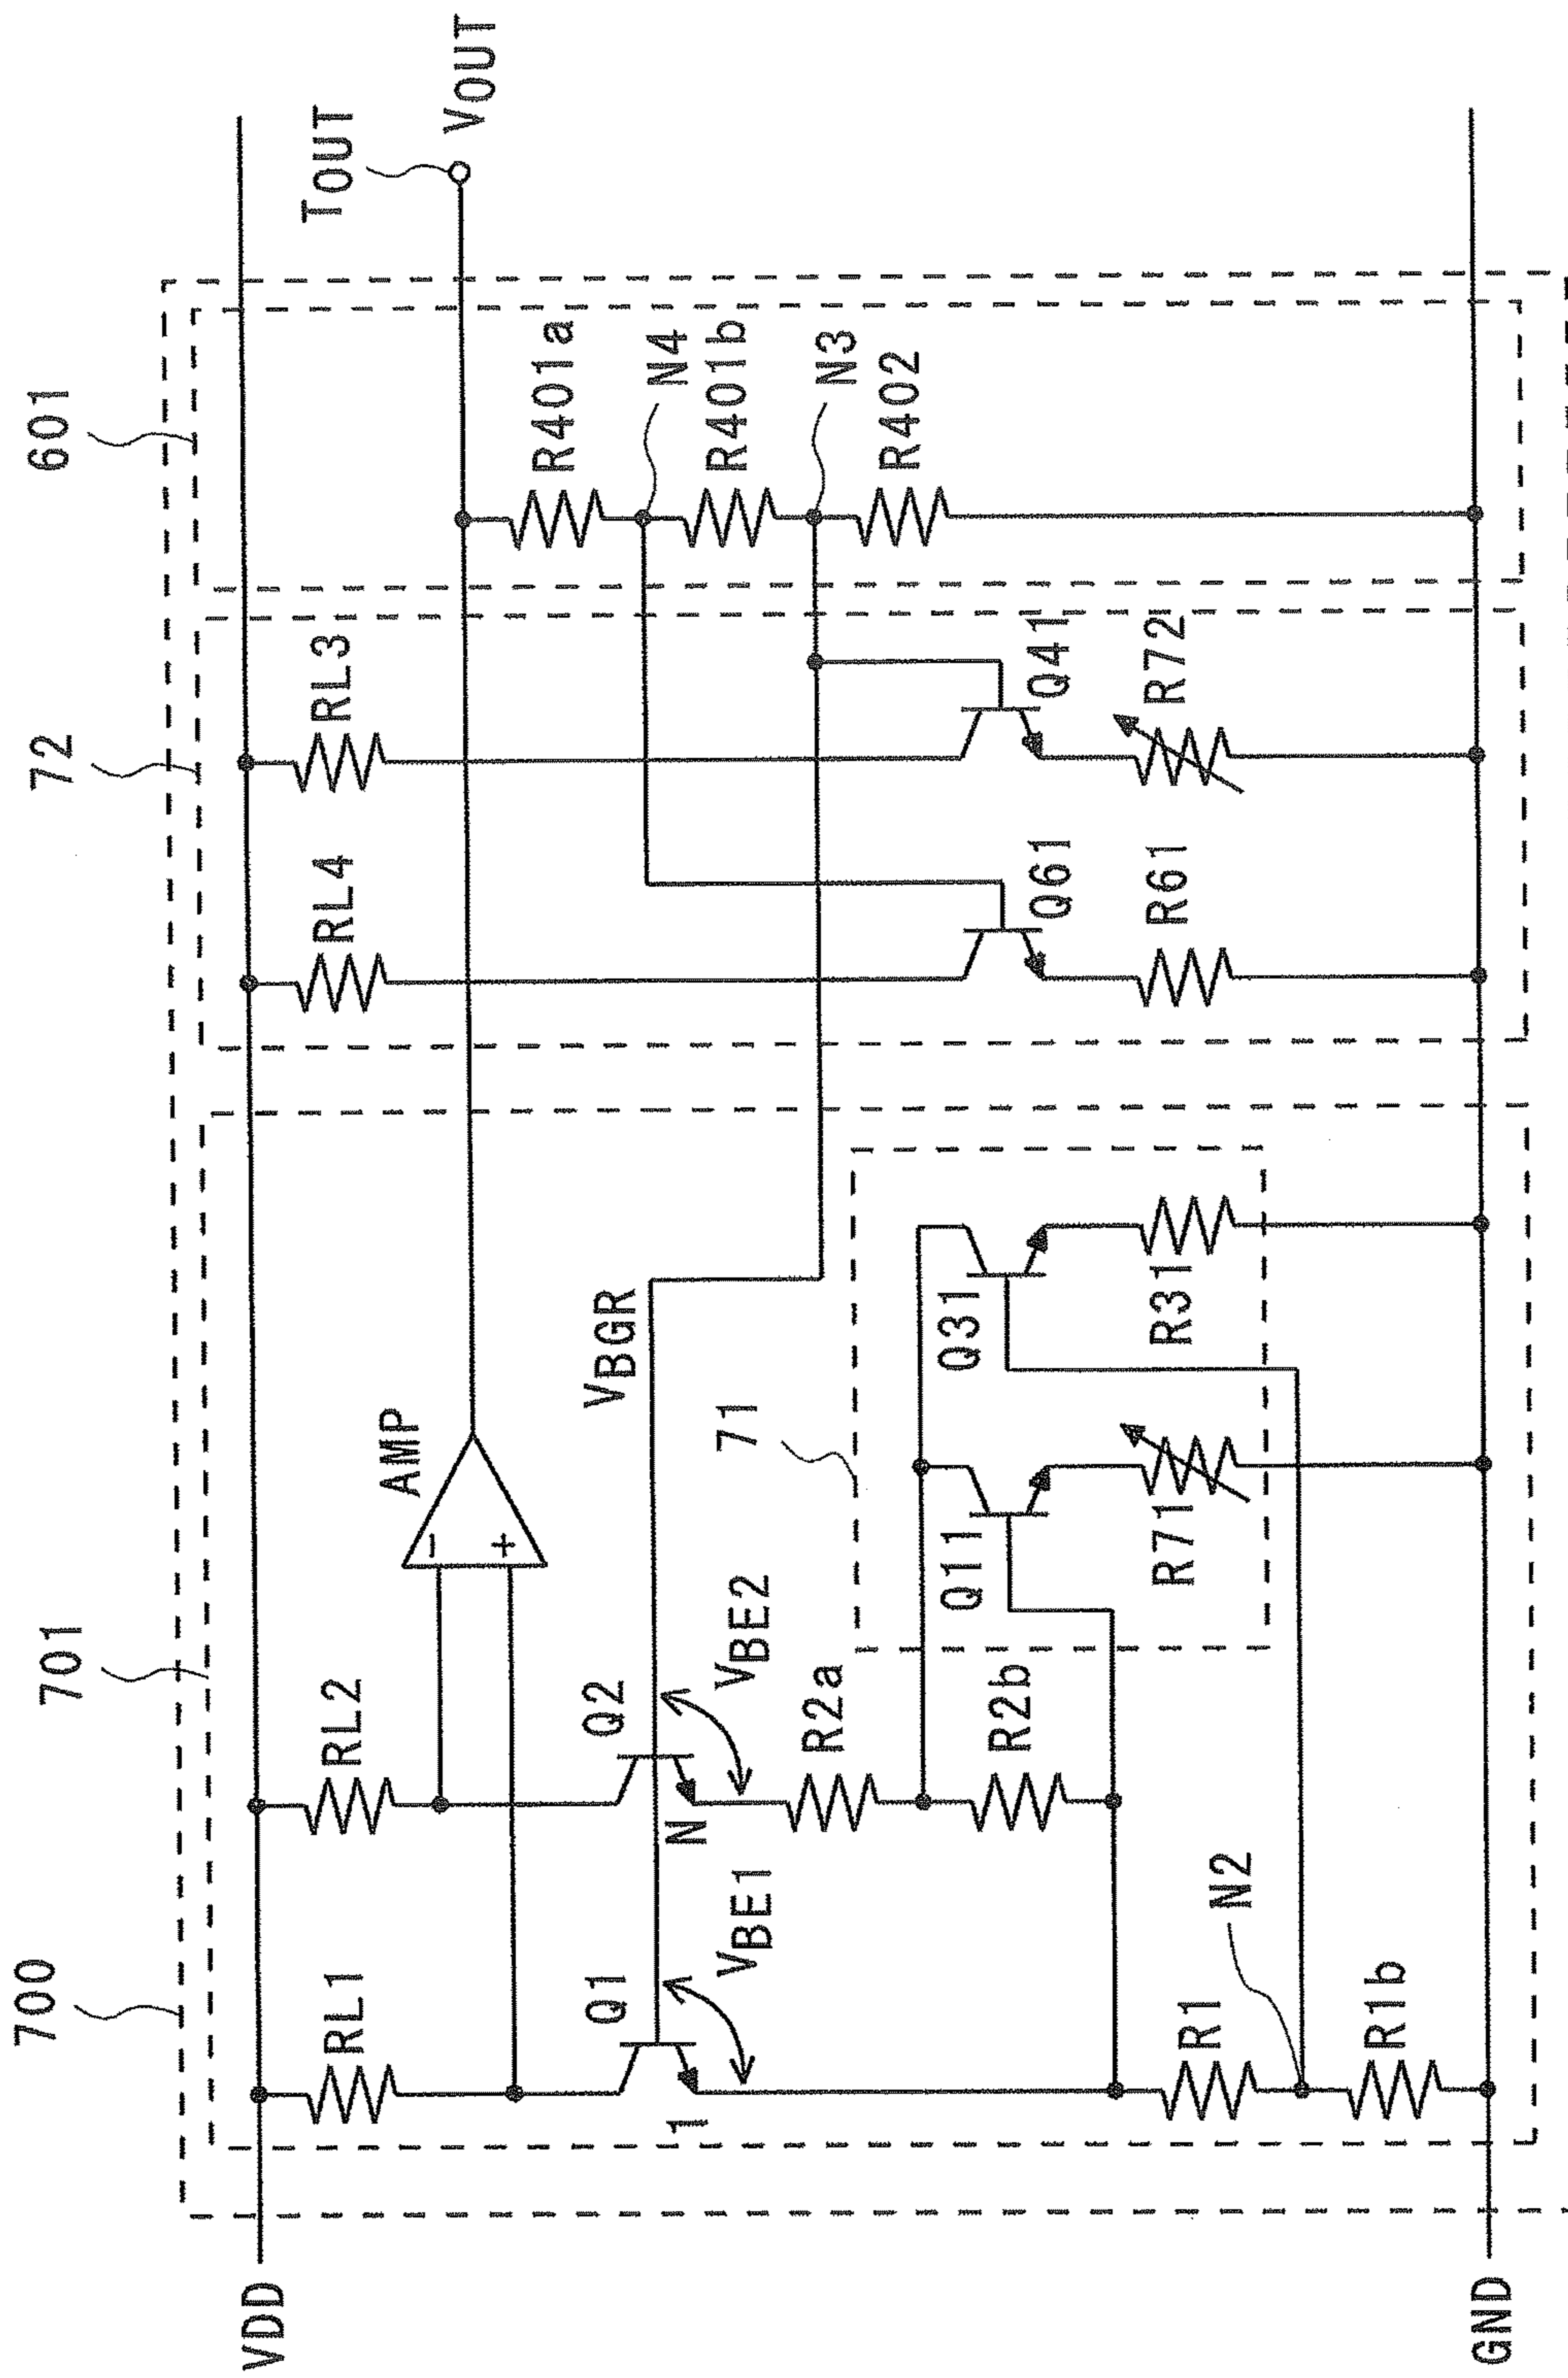 700
701
72
601
VDD
RL1
RL2
RL4
RL3
TOUT
VOUT
AMP
−
+
R401a
N4
R401b
N3
R402
Q1
Q2
VBGR
1
N
VBE1
VBE2
71
R2a
R2b
Q11
Q31
R71
R31
Q61
Q41
R61
R72
R1
N2
R1b
GND